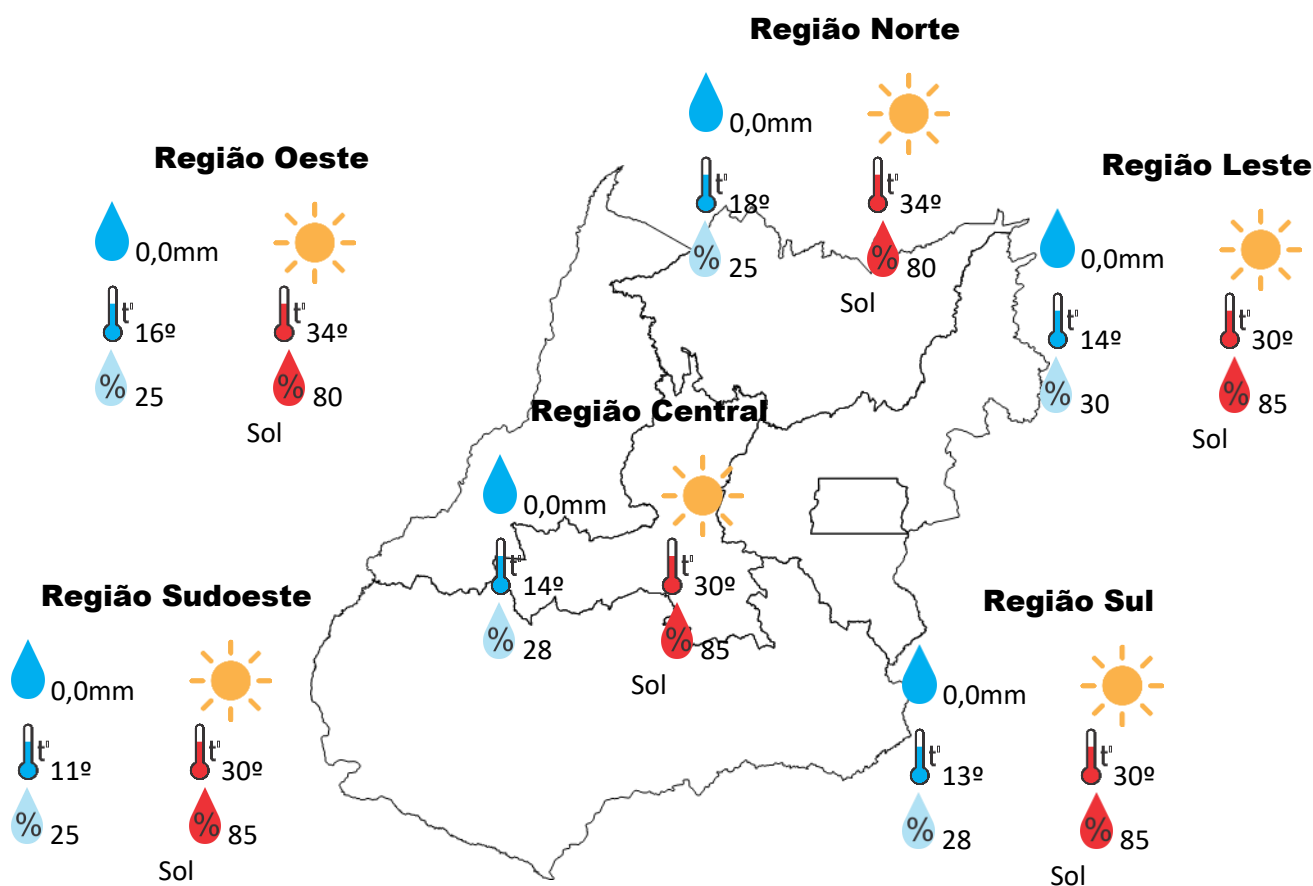 Região Norte
0,0mm
t°
18º
t°
34º
% 25
% 80
Sol
Região Oeste
0,0mm
t°
16º
t°
34º
% 25
% 80
Sol
Região Leste
0,0mm
t°
14º
t°
30º
% 30
% 85
Sol
Região Central
0,0mm
t°
14º
t°
30º
% 28
% 85
Sol
Região Sudoeste
0,0mm
t°
11º
t°
30º
% 25
% 85
Sol
Região Sul
0,0mm
t°
13º
t°
30º
% 28
% 85
Sol